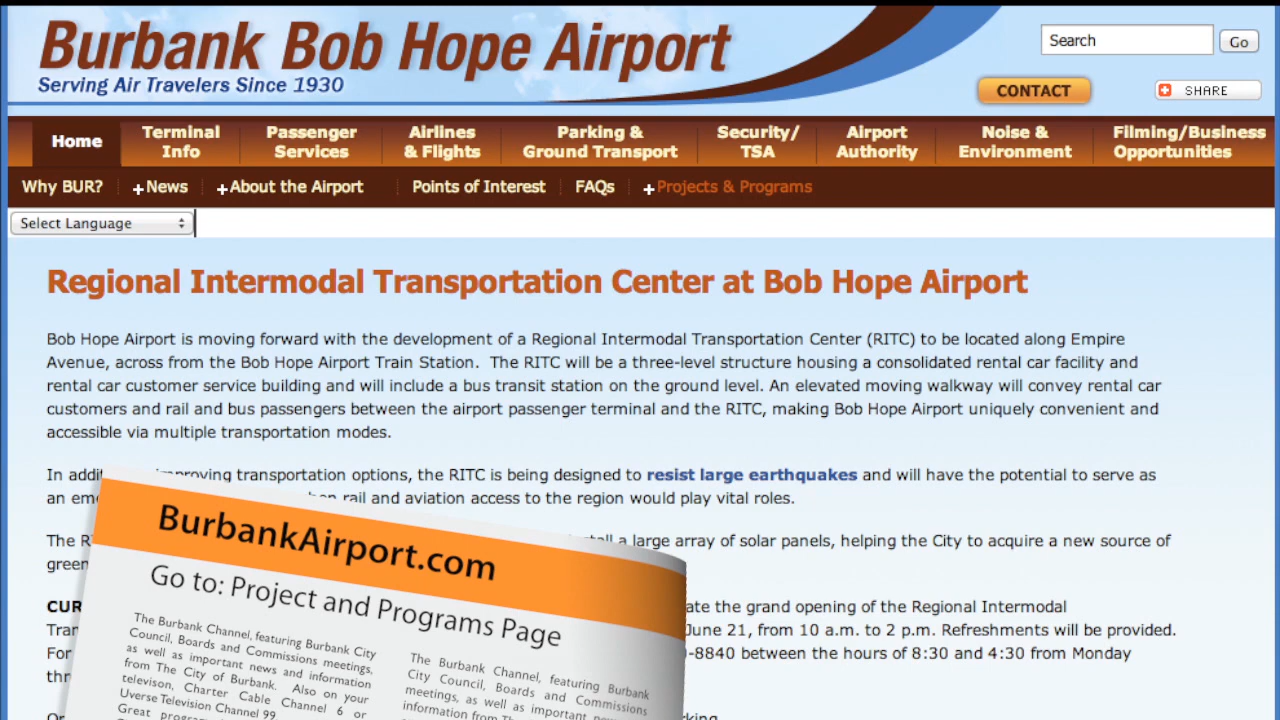 Burbank Bob Hope Airport
Serving Air Travelers Since 1930
Search
Go
CONTACT
SHARE
Home
Terminal
Info
Passenger
Services
Airlines
& Flights
Parking &
Ground Transport
Security/
TSA
Airport
Authority
Noise &
Environment
Filming/Business
Opportunities
Why BUR?
+News
+About the Airport
Points of Interest
FAQs
+Projects & Programs
Select Language
Regional Intermodal Transportation Center at Bob Hope Airport
Bob Hope Airport is moving forward with the development of a Regional Intermodal Transportation Center (RITC) to be located along Empire
Avenue, across from the Bob Hope Airport Train Station. The RITC will be a three-level structure housing a consolidated rental car facility and
rental car customer service building and will include a bus transit station on the ground level. An elevated moving walkway will convey rental car
customers and rail and bus passengers between the airport passenger terminal and the RITC, making Bob Hope Airport uniquely convenient and
accessible via multiple transportation modes.
In improving transportation options, the RITC is being designed to resist large earthquakes and will have the potential to serve as
an rail and aviation access to the region would play vital roles.
The a large array of solar panels, helping the City to acquire a new source of
green
the grand opening of the Regional Intermodal
June 21, from 10 a.m. to 2 p.m. Refreshments will be provided.
For -8840 between the hours of 8:30 and 4:30 from Monday
BurbankAirport.com
Go to: Project and Programs Page
The Burbank Channel, featuring Burbank City
Council, Boards and Commissions meetings,
as well as important news and information
from The City of Burbank. Also on your
televison, Charter Cable Channel 6 or
Uverse Television Channel 99.
Great
The Burbank Channel, featuring Burbank
City Council, Boards and Commissions
meetings, as well as important
information from